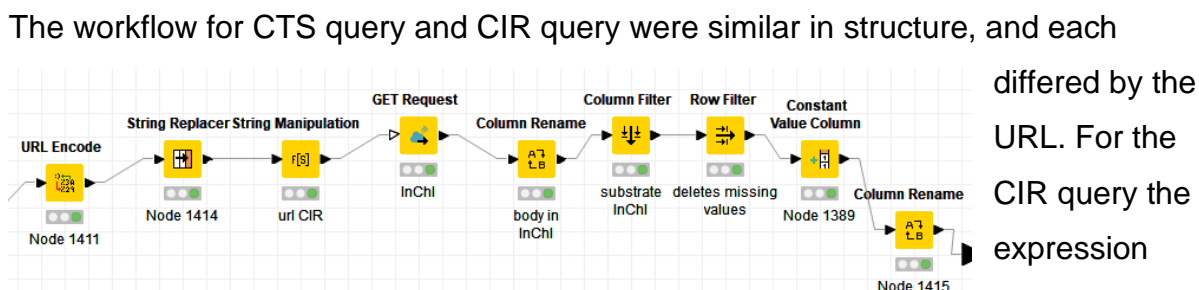 The workflow for CTS query and CIR query were similar in structure, and each
differed by the
URL. For the
CIR query the
expression
URL Encode
Node 1411
String Replacer
Node 1414
String Manipulation
url CIR
GET Request
InChI
Column Rename
body in
InChI
Column Filter
substrate
InChI
Row Filter
deletes missing
values
Constant
Value Column
Node 1389
Column Rename
Node 1415